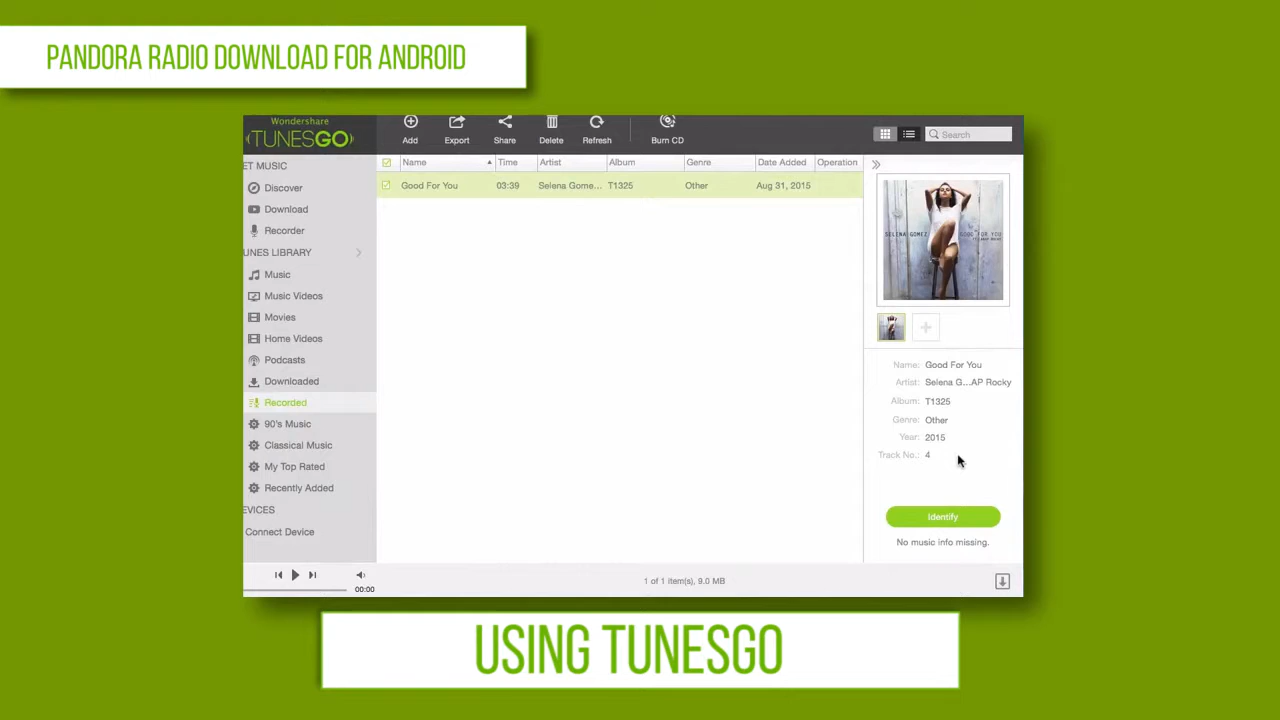 PANDORA RADIO DOWNLOAD FOR ANDROID
Wondershare
TUNESGO
Add
Export
Share
Delete
Refresh
Burn CD
Search
ET MUSIC
Discover
Download
Recorder
UNES LIBRARY
Music
Music Videos
Movies
Home Videos
Podcasts
Downloaded
Recorded
90's Music
Classical Music
My Top Rated
Recently Added
EVICES
Connect Device
Name Time Artist Album Genre Date Added Operation
Good For You 03:39 Selena Gome... T1325 Other Aug 31, 2015
SELENA GOMEZ GOOD FOR YOU
Name: Good For You
Artist: Selena G...AP Rocky
Album: T1325
Genre: Other
Year: 2015
Track No.: 4
Identify
No music info missing.
00:00
1 of 1 item(s), 9.0 MB
USING TUNESGO